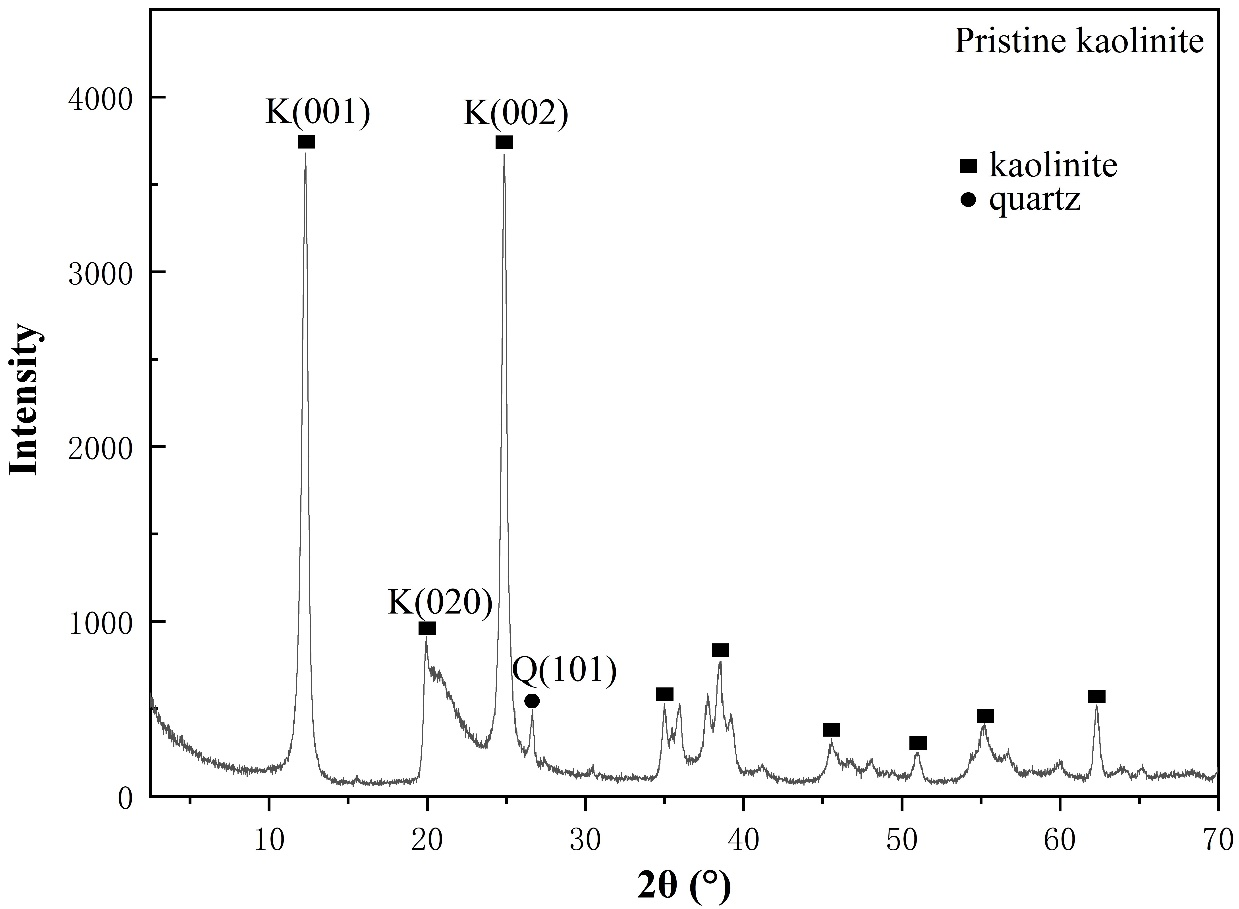 Pristine kaolinite
4000
K(001)
K(002)
kaolinite
quartz
3000
Intensity
2000
1000
K(020)
Q(101)
0
10
20
30
40
50
60
70
2θ (°)